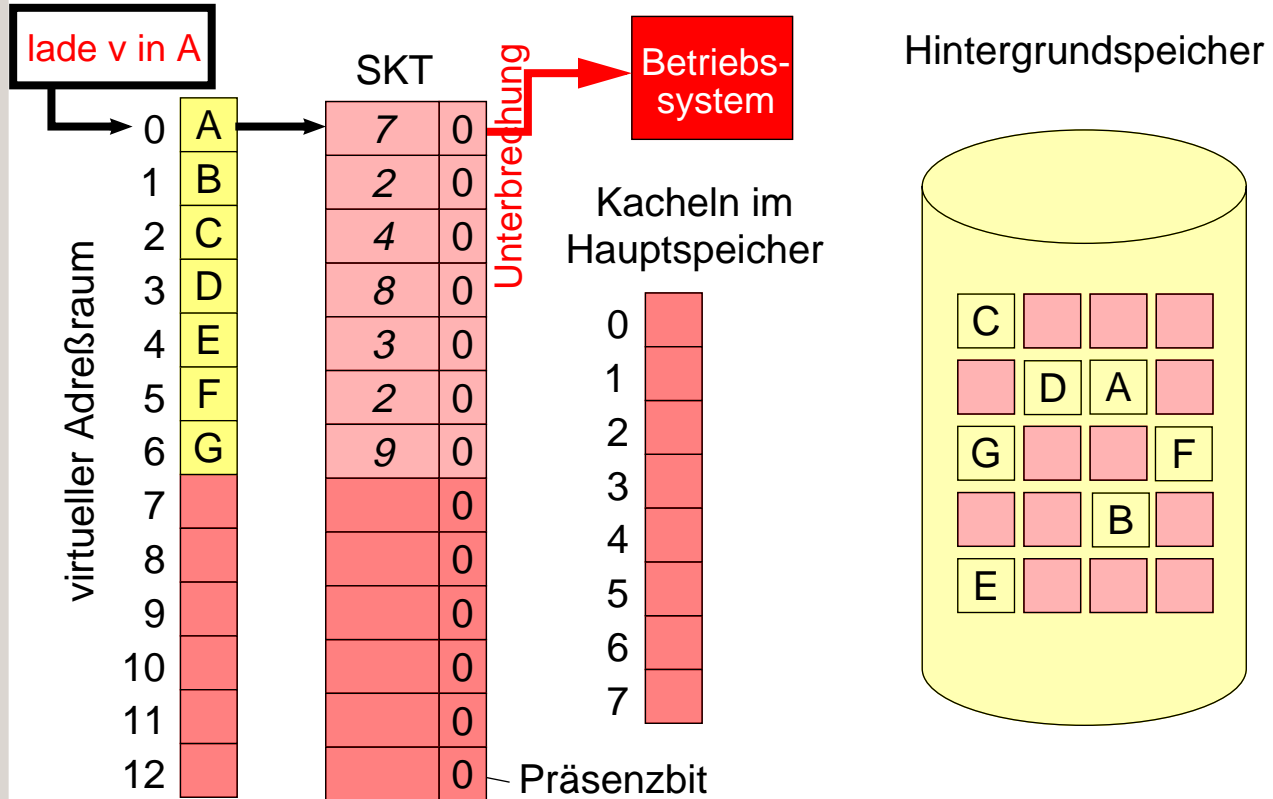 lade v in A
SKT
Unterbrechung
Betriebs-
system
Hintergrundspeicher
virtueller Adreßraum
0 A 7 0
1 B 2 0
2 C 4 0
3 D 8 0
4 E 3 0
5 F 2 0
6 G 9 0
7 0
8 0
9 0
10 0
11 0
12 0
Präsenzbit
Kacheln im
Hauptspeicher
0
1
2
3
4
5
6
7
C
D A
G F
B
E